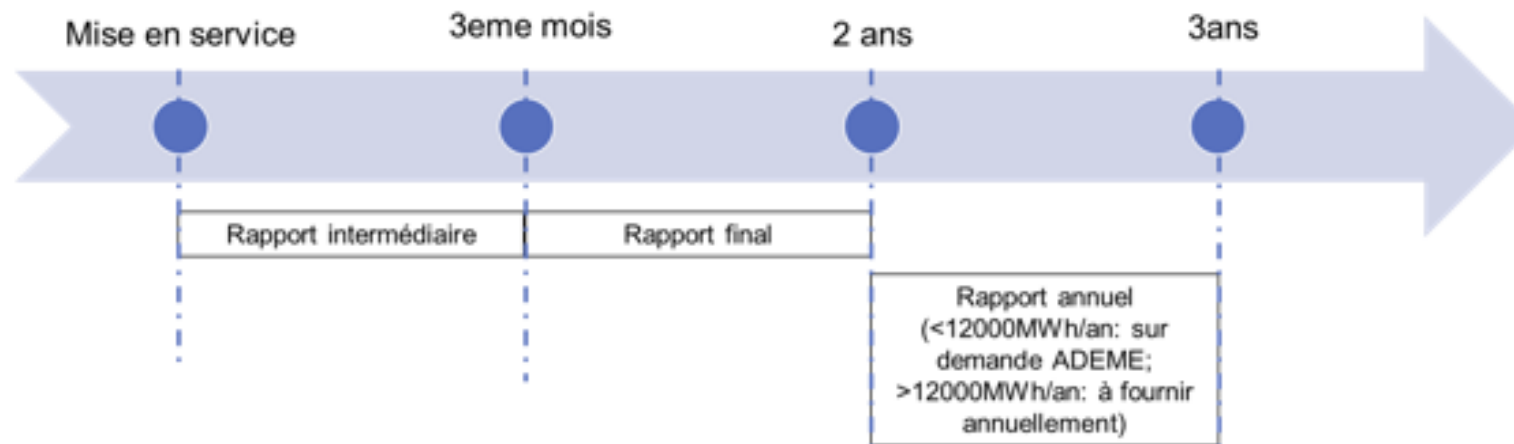 Mise en service
3eme mois
2 ans
3ans
Rapport intermédiaire
Rapport final
Rapport annuel
(<12000MWh/an: sur
demande ADEME;
>12000MWh/an: à fournir
annuellement)